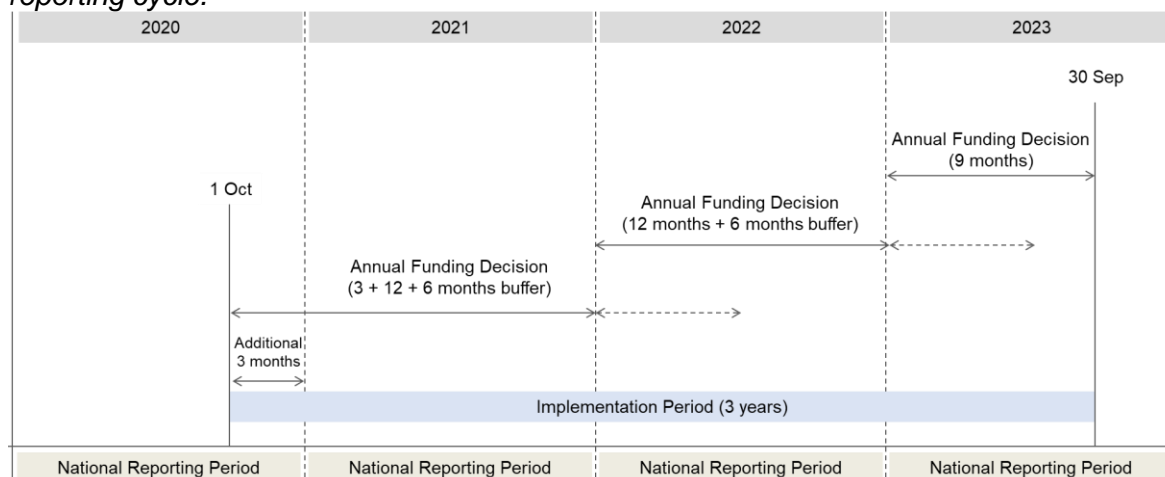 reporting cycle.
2020 2021 2022 2023
30 Sep
Annual Funding Decision
(9 months)
1 Oct
Annual Funding Decision
(12 months + 6 months buffer)
Annual Funding Decision
(3 + 12 + 6 months buffer)
Additional
3 months
Implementation Period (3 years)
National Reporting Period National Reporting Period National Reporting Period National Reporting Period